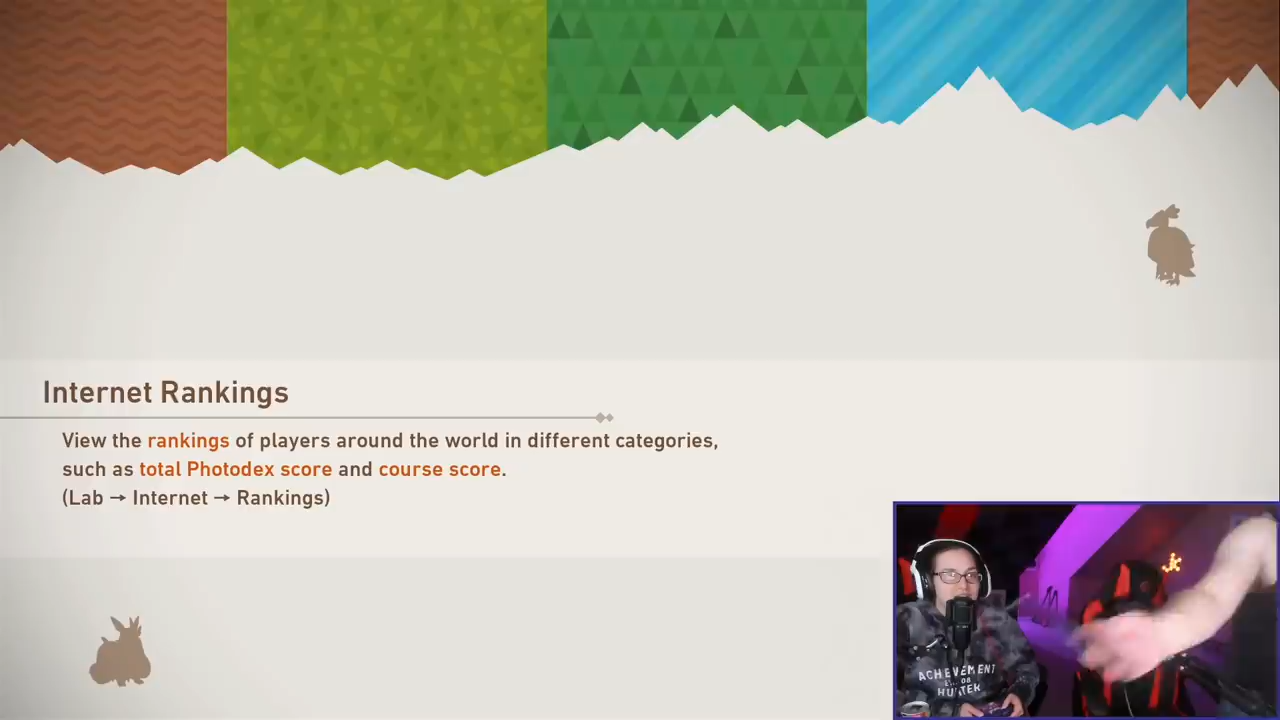 Internet Rankings
View the rankings of players around the world in different categories,
such as total Photodex score and course score.
(Lab → Internet → Rankings)
ACHIEVEMENT
HUNTER